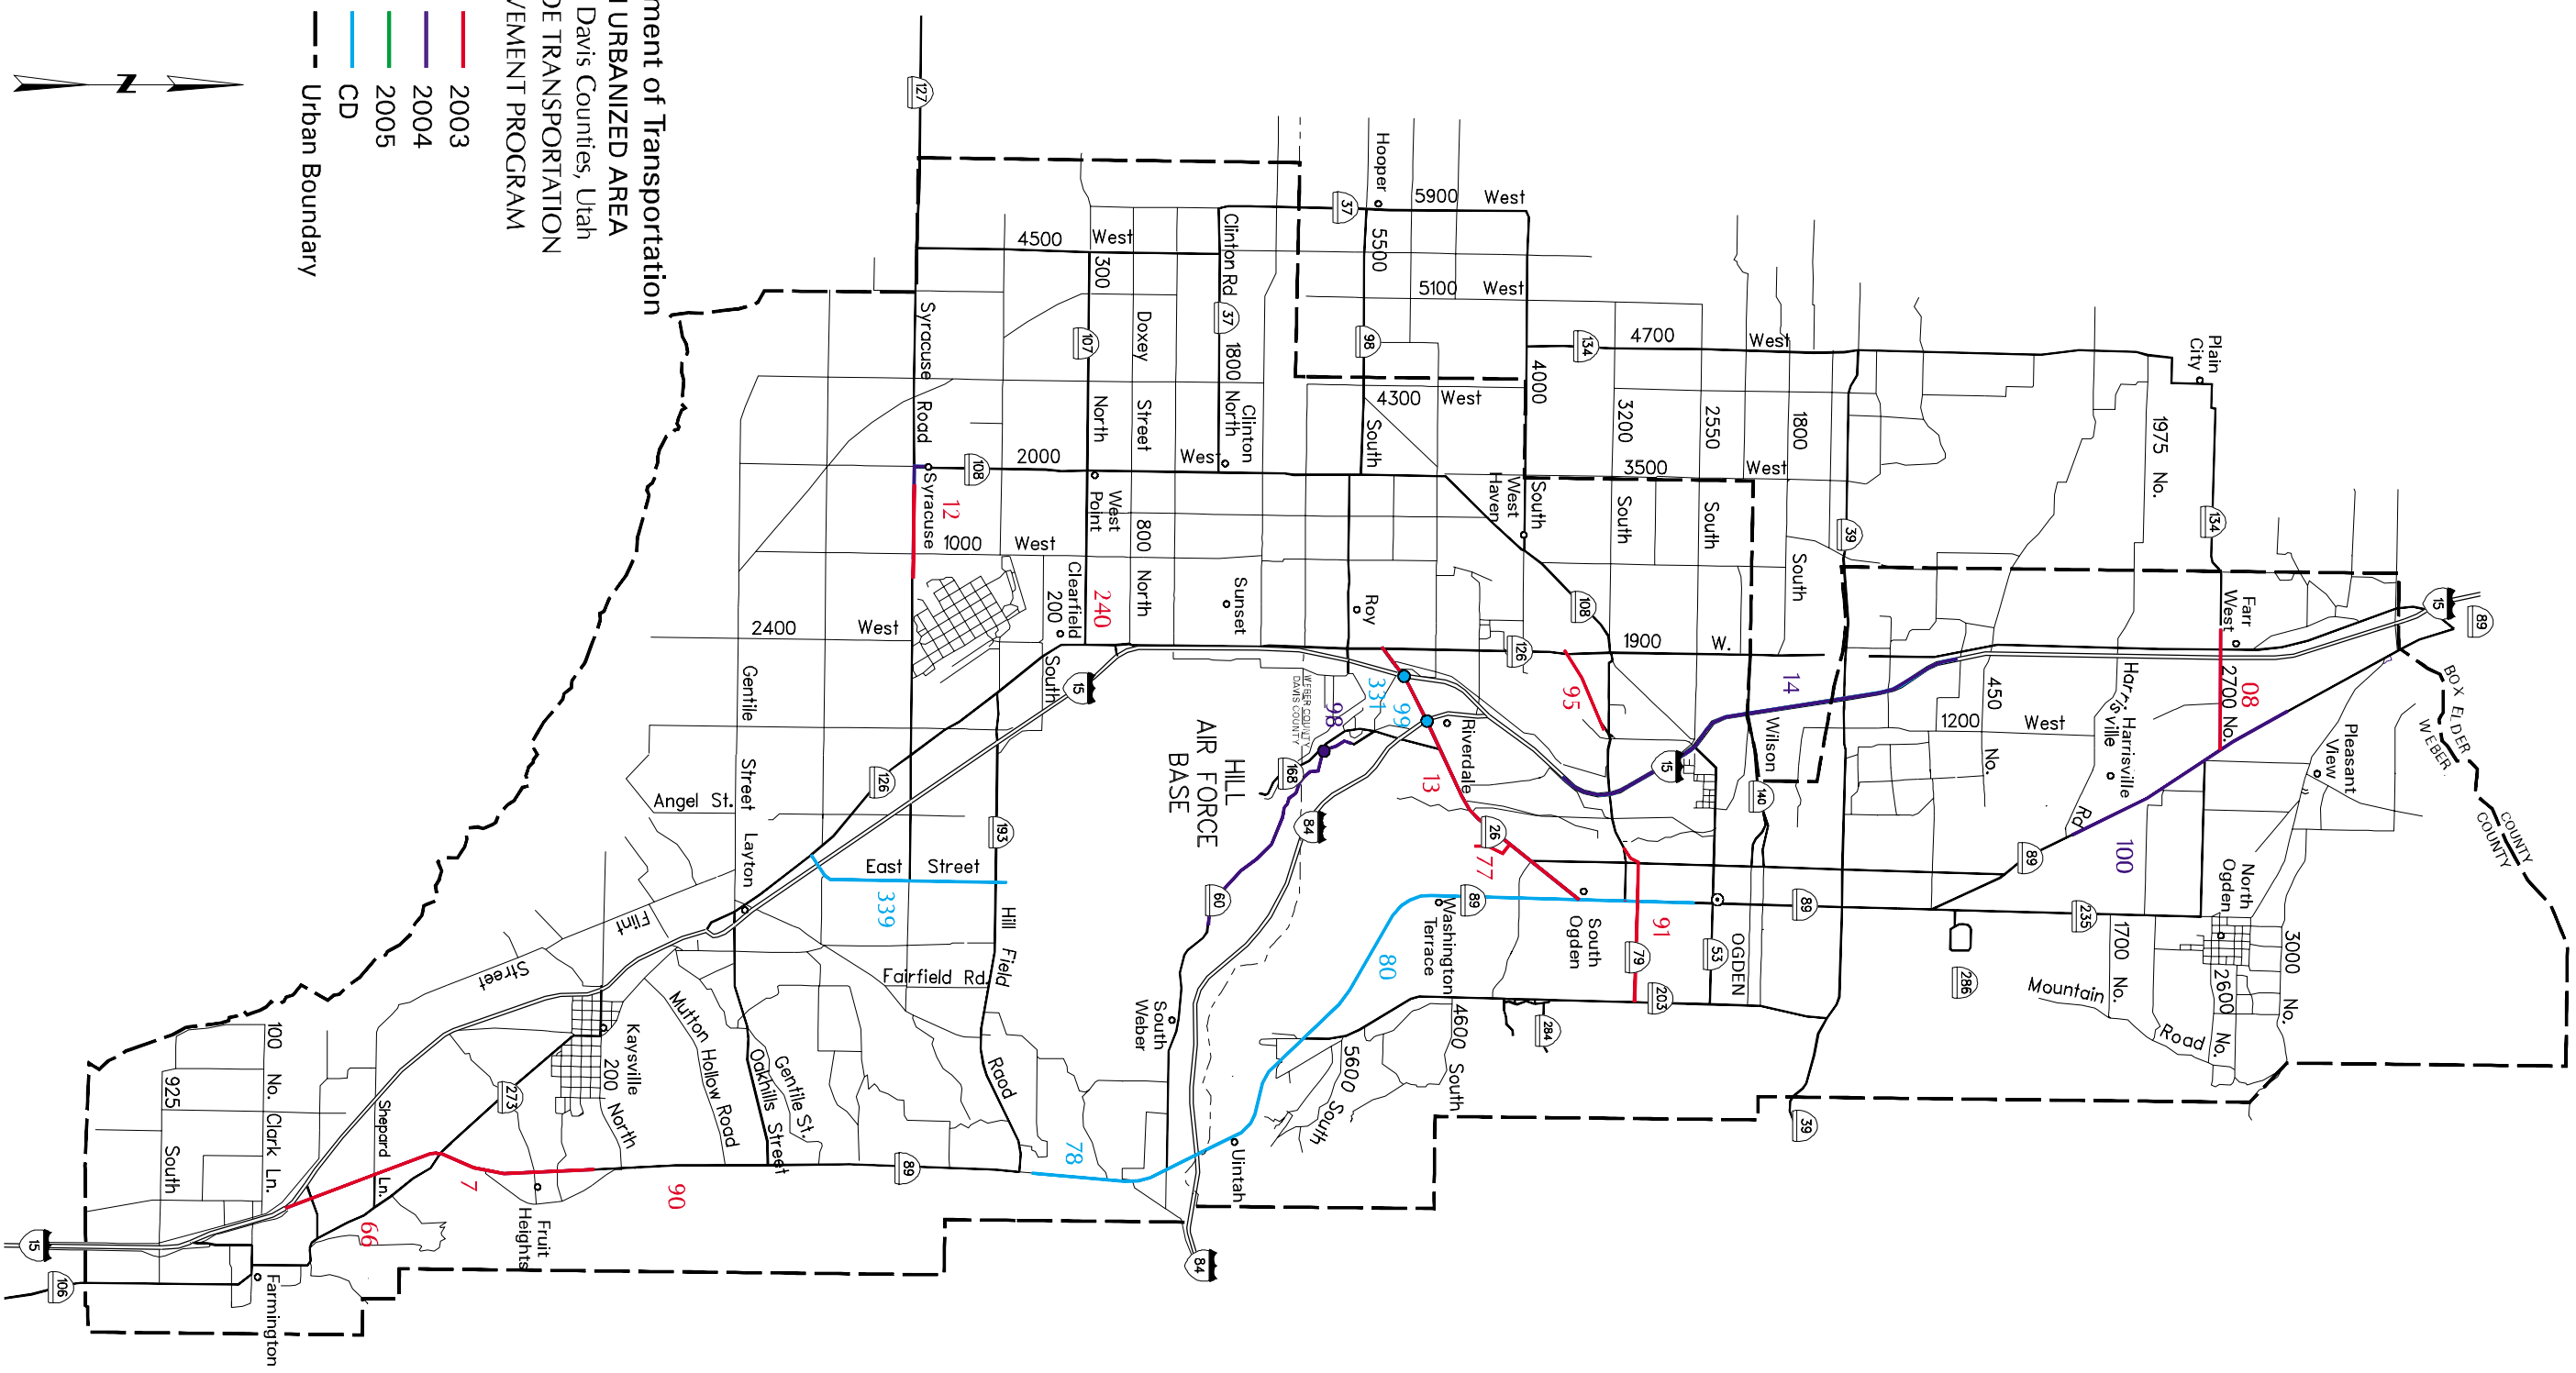 ment of Transportation
URBANIZED AREA
Davis Counties, Utah
DE TRANSPORTATION
VEMENT PROGRAM
2003
2004
2005
CD
Urban Boundary
N
BOX ELDER COUNTY
WEBER COUNTY
15
89
Plain City
134
1975 No.
134
Farr West
2700 No.
08
Pleasant View
Harrisville
Harrisville Rd
100
89
North Ogden
3000 No.
2600 No.
1700 No.
235
286
Mountain Road
450 No.
1200 West
14
39
4700 West
134
1800 South
2550 South
3200 South
3500 West
4000 South
West Haven
108
1900 W.
126
95
Wilson
140
15
OGDEN
89
53
91
79
203
39
284
South Ogden
26
77
13
Riverdale
99
331
98
Washington Terrace
89
80
4600 South
5600 South
Hooper
5900 West
37
5500 South
5100 West
98
4300 West
Roy
WEBER COUNTY
DAVIS COUNTY
168
84
60
HILL AIR FORCE BASE
South Weber
Uintah
84
78
Clinton Rd
37
1800 North
Clinton
4500 West
300 North
107
Doxey Street
2000 West
108
West Point
800 North
Sunset
240
Clearfield
200 South
1000 West
127
Syracuse Road
Syracuse
12
2400 West
15
Gentile Street
Layton
126
Angel St.
193
East Street
339
Hill Field Raod
Fairfield Rd.
Flint Street
Mutton Hollow Road
Gentile St.
Oakhills Street
89
90
Kaysville
200 North
273
Fruit Heights
7
66
Shepard Ln.
100 No.
Clark Ln.
925 South
15
106
Farmington